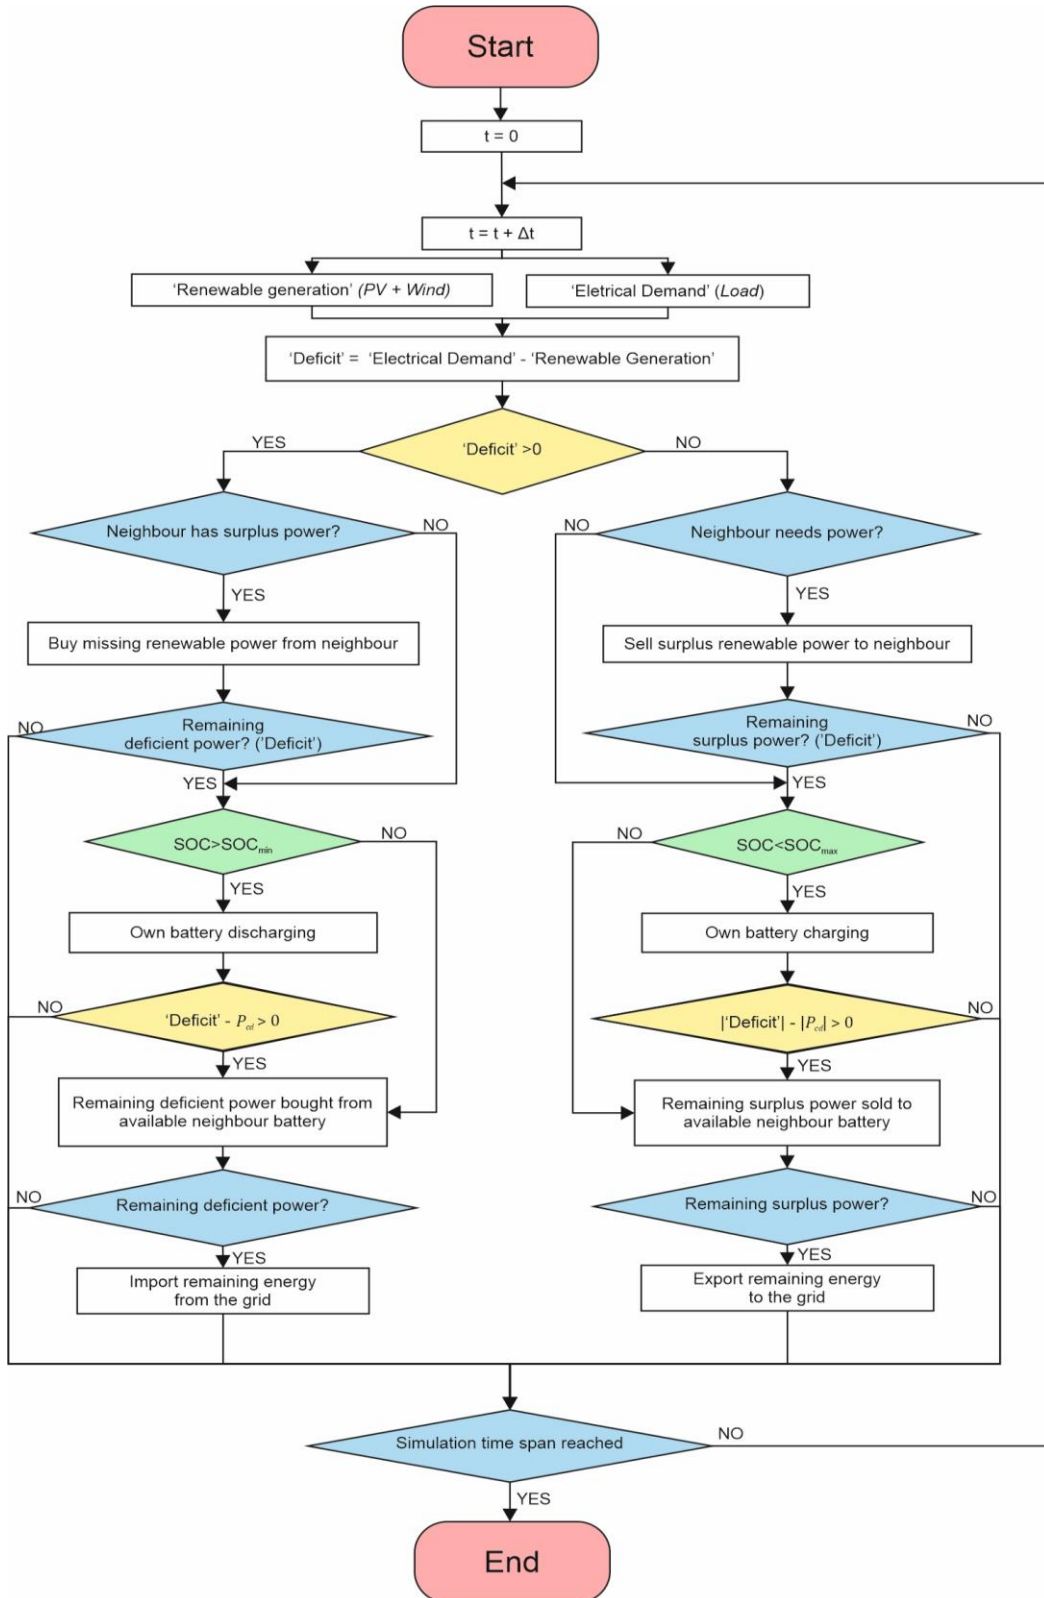 Start
t = 0
t = t + Δt
‘Renewable generation’ (PV + Wind)
‘Eletrical Demand’ (Load)
‘Deficit’ = ‘Electrical Demand’ - ‘Renewable Generation’
YES
‘Deficit’ >0
NO
Neighbour has surplus power?
NO
NO
Neighbour needs power?
YES
YES
Buy missing renewable power from neighbour
Sell surplus renewable power to neighbour
NO
Remaining
deficient power? (’Deficit’)
Remaining
surplus power? (’Deficit’)
NO
YES
YES
SOC>SOCmin
NO
NO
SOC<SOCmax
YES
YES
Own battery discharging
Own battery charging
NO
‘Deficit’ - Pcd > 0
|‘Deficit’| - |Pcd| > 0
NO
YES
YES
Remaining deficient power bought from
available neighbour battery
Remaining surplus power sold to
available neighbour battery
NO
Remaining deficient power?
Remaining surplus power?
NO
YES
YES
Import remaining energy
from the grid
Export remaining energy
to the grid
Simulation time span reached
NO
YES
End